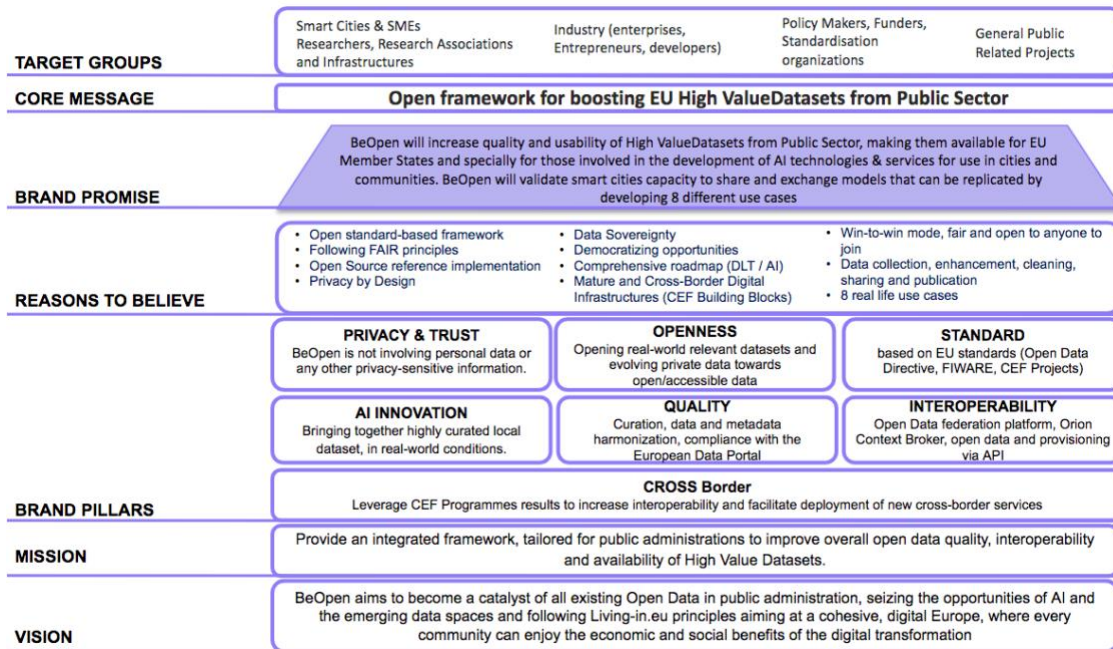 TARGET GROUPS
Smart Cities & SMEs
Researchers, Research Associations
and Infrastructures
Industry (enterprises,
Entrepreneurs, developers)
Policy Makers, Funders,
Standardisation
organizations
General Public
Related Projects
CORE MESSAGE
Open framework for boosting EU High ValueDatasets from Public Sector
BRAND PROMISE
BeOpen will increase quality and usability of High ValueDatasets from Public Sector, making them available for EU
Member States and specially for those involved in the development of AI technologies & services for use in cities and
communities. BeOpen will validate smart cities capacity to share and exchange models that can be replicated by
developing 8 different use cases
REASONS TO BELIEVE
• Open standard-based framework
• Following FAIR principles
• Open Source reference implementation
• Privacy by Design
• Data Sovereignty
• Democratizing opportunities
• Comprehensive roadmap (DLT / AI)
• Mature and Cross-Border Digital
Infrastructures (CEF Building Blocks)
• Win-to-win mode, fair and open to anyone to
join
• Data collection, enhancement, cleaning,
sharing and publication
• 8 real life use cases
BRAND PILLARS
PRIVACY & TRUST
BeOpen is not involving personal data or
any other privacy-sensitive information.
OPENNESS
Opening real-world relevant datasets and
evolving private data towards
open/accessible data
STANDARD
based on EU standards (Open Data
Directive, FIWARE, CEF Projects)
AI INNOVATION
Bringing together highly curated local
dataset, in real-world conditions.
QUALITY
Curation, data and metadata
harmonization, compliance with the
European Data Portal
INTEROPERABILITY
Open Data federation platform, Orion
Context Broker, open data and provisioning
via API
CROSS Border
Leverage CEF Programmes results to increase interoperability and facilitate deployment of new cross-border services
MISSION
Provide an integrated framework, tailored for public administrations to improve overall open data quality, interoperability
and availability of High Value Datasets.
VISION
BeOpen aims to become a catalyst of all existing Open Data in public administration, seizing the opportunities of AI and
the emerging data spaces and following Living-in.eu principles aiming at a cohesive, digital Europe, where every
community can enjoy the economic and social benefits of the digital transformation